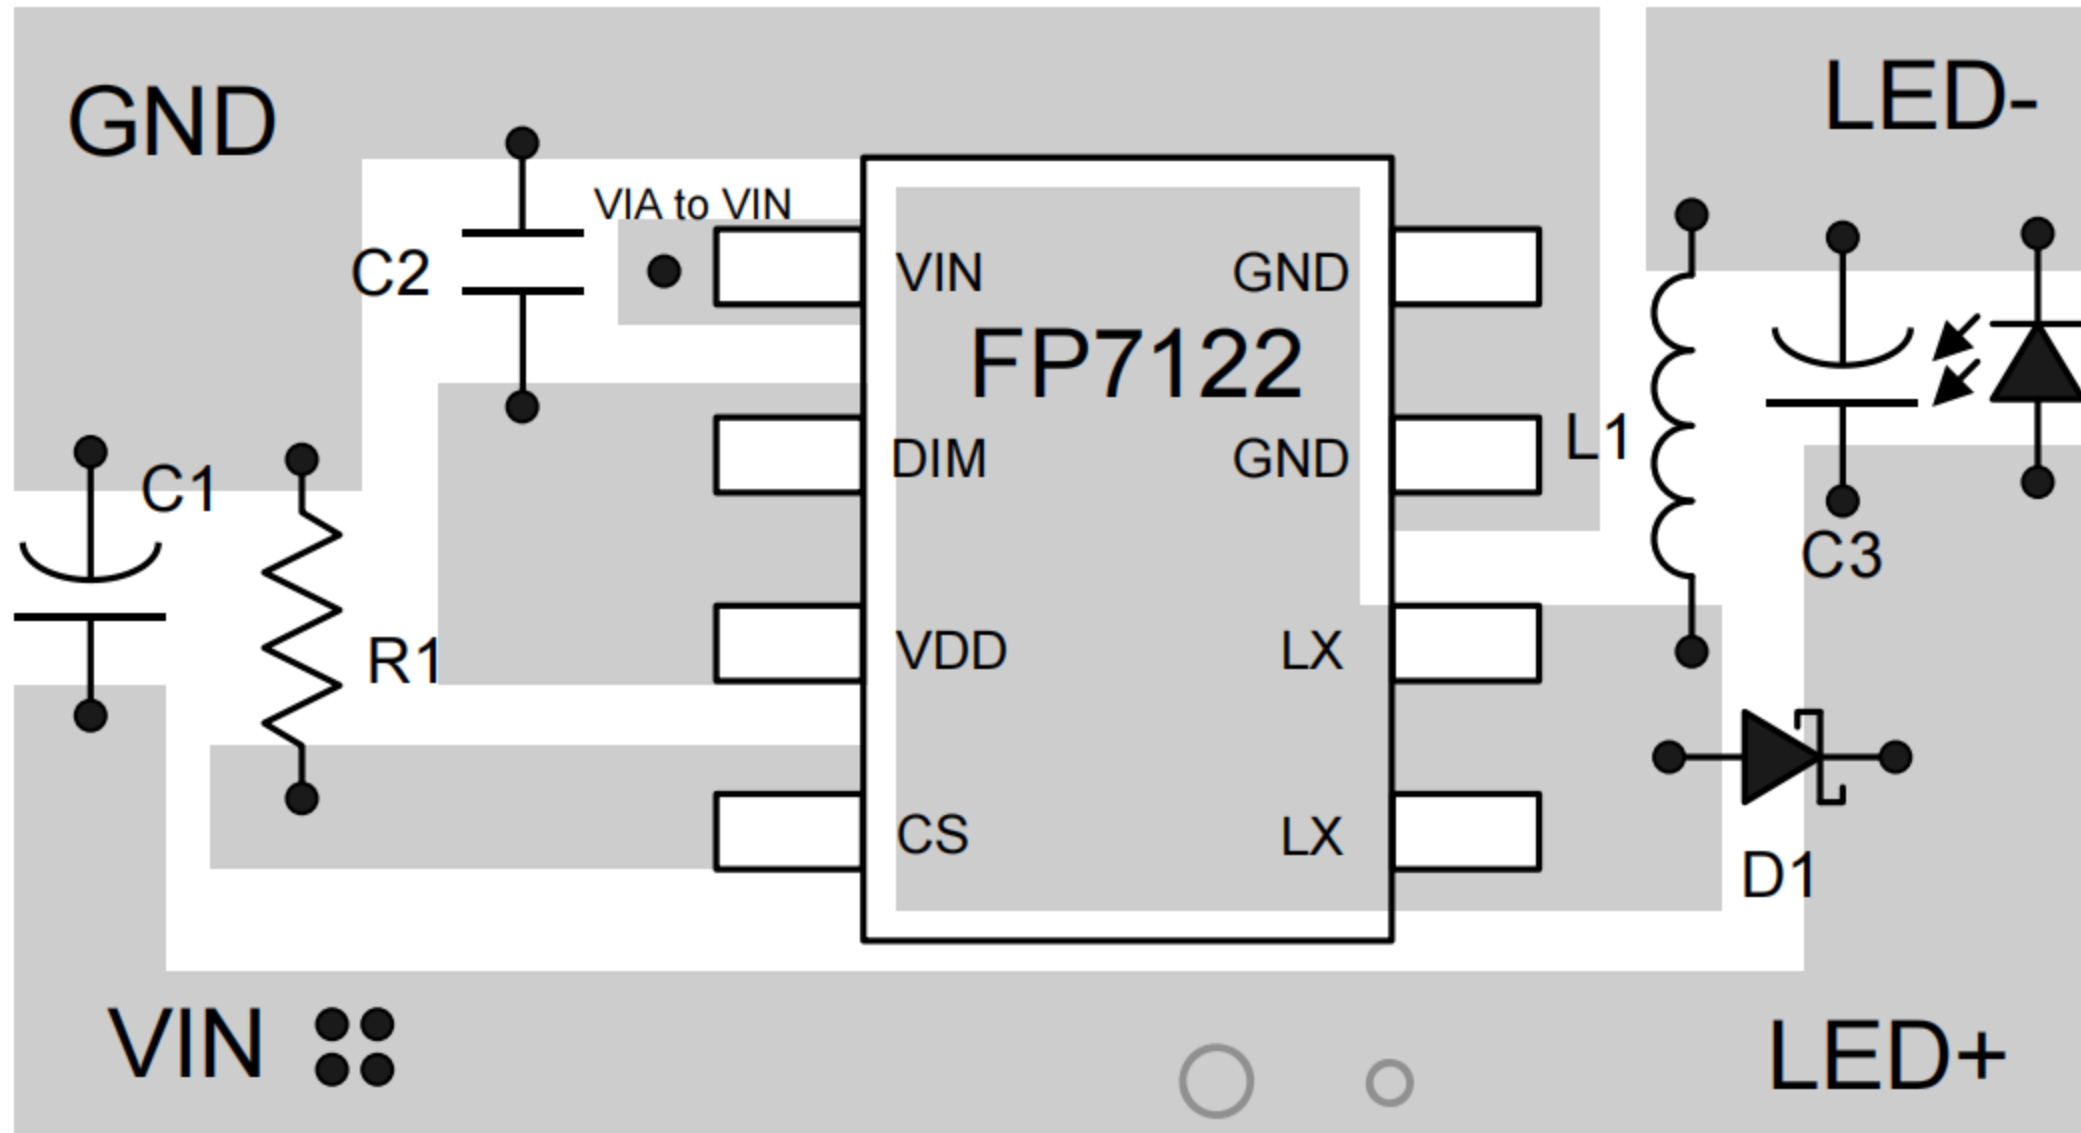 GND
LED-
VIA to VIN
C2
VIN
GND
FP7122
DIM
GND
L1
C1
C3
R1
VDD
LX
CS
LX
D1
VIN
LED+